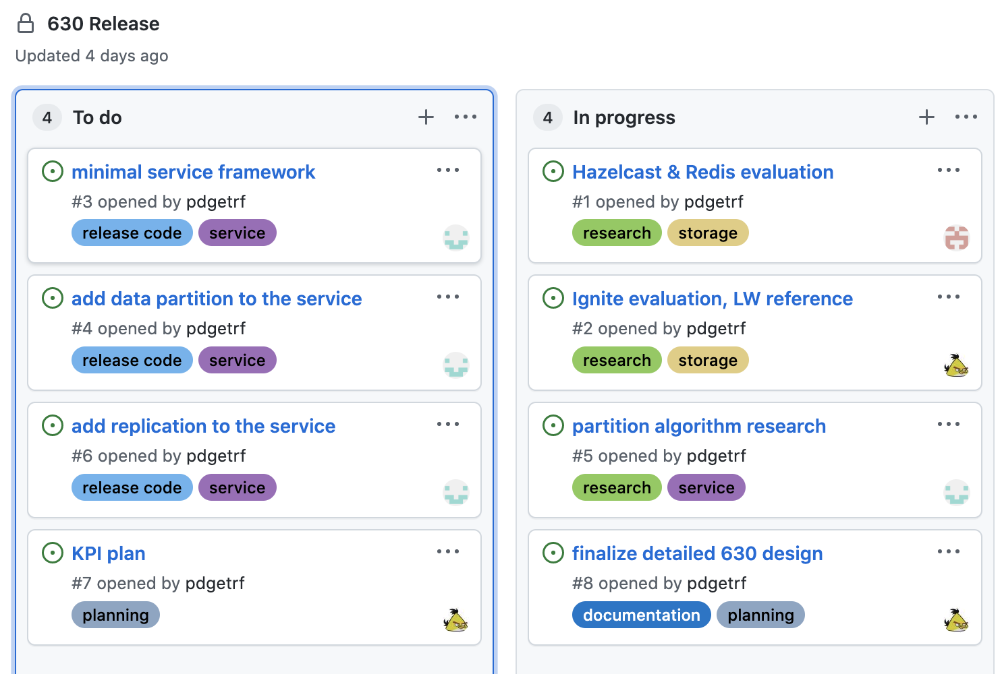 630 Release
Updated 4 days ago
4 To do
minimal service framework
#3 opened by pdgetrf
release code service
add data partition to the service
#4 opened by pdgetrf
release code service
add replication to the service
#6 opened by pdgetrf
release code service
KPI plan
#7 opened by pdgetrf
planning
4 In progress
Hazelcast & Redis evaluation
#1 opened by pdgetrf
research storage
Ignite evaluation, LW reference
#2 opened by pdgetrf
research storage
partition algorithm research
#5 opened by pdgetrf
research service
finalize detailed 630 design
#8 opened by pdgetrf
documentation planning